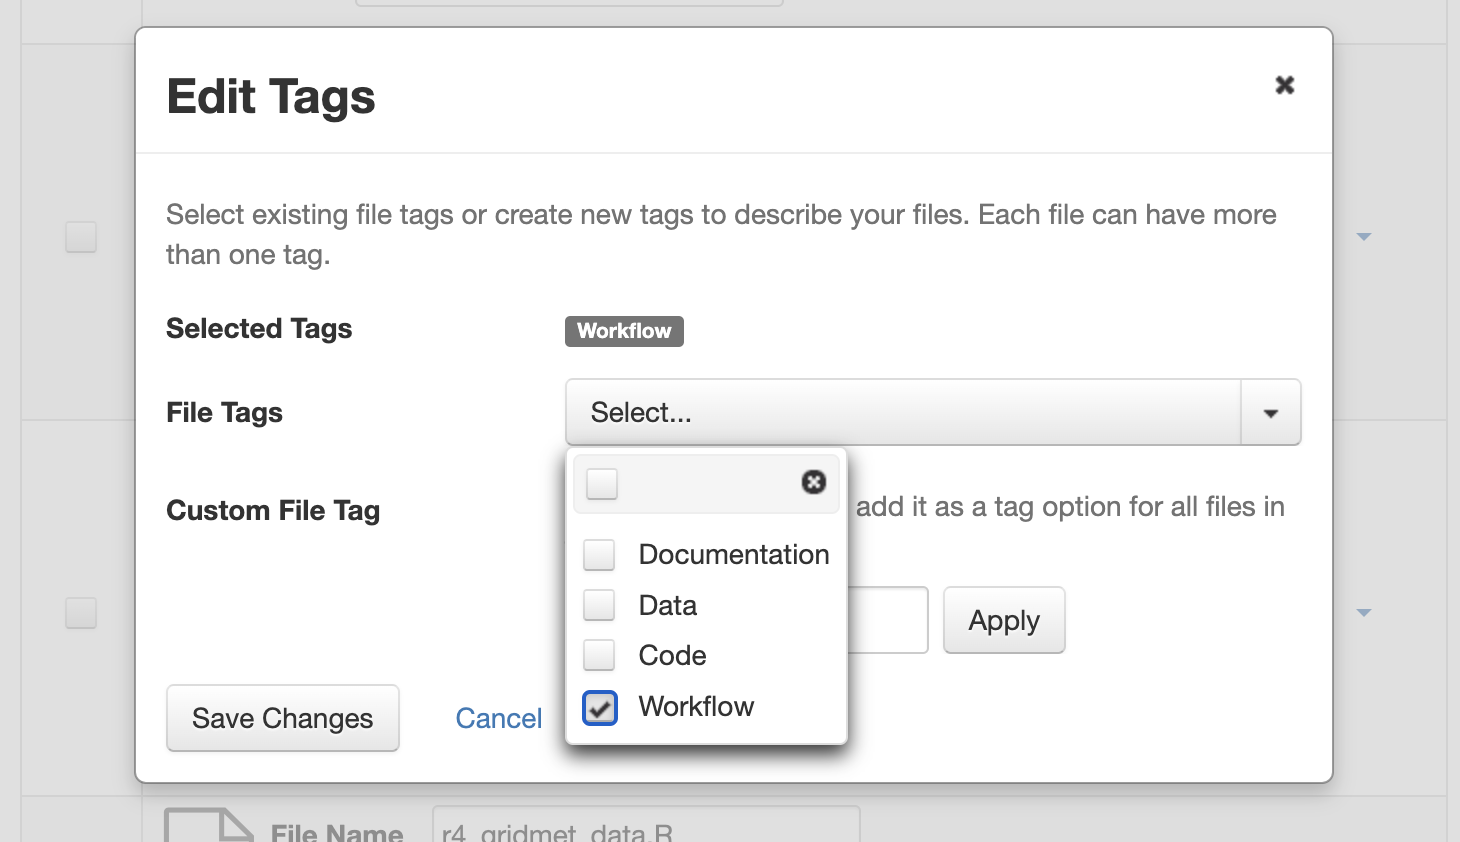 Edit Tags
Select existing file tags or create new tags to describe your files. Each file can have more
than one tag.
Selected Tags
Workflow
File Tags
Select...
Custom File Tag
add it as a tag option for all files in
Documentation
Data
Code
Workflow
Apply
Save Changes
Cancel
File Name
r4_gridmet_data.R